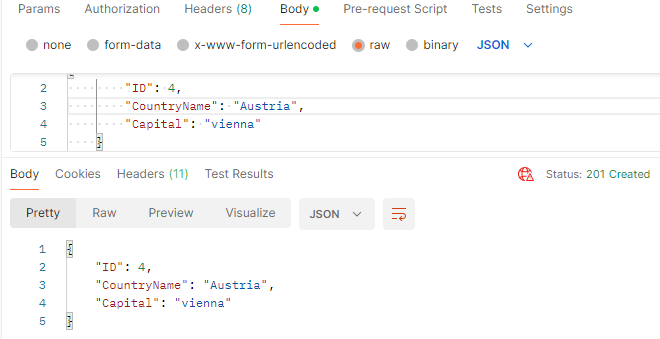 Params Authorization Headers (8) Body Pre-request Script Tests Settings
none form-data x-www-form-urlencoded raw binary JSON
{
2 "ID": 4,
3 "CountryName": "Austria",
4 "Capital": "vienna"
5 }
Body Cookies Headers (11) Test Results Status: 201 Created
Pretty Raw Preview Visualize JSON
1 {
2 "ID": 4,
3 "CountryName": "Austria",
4 "Capital": "vienna"
5 }